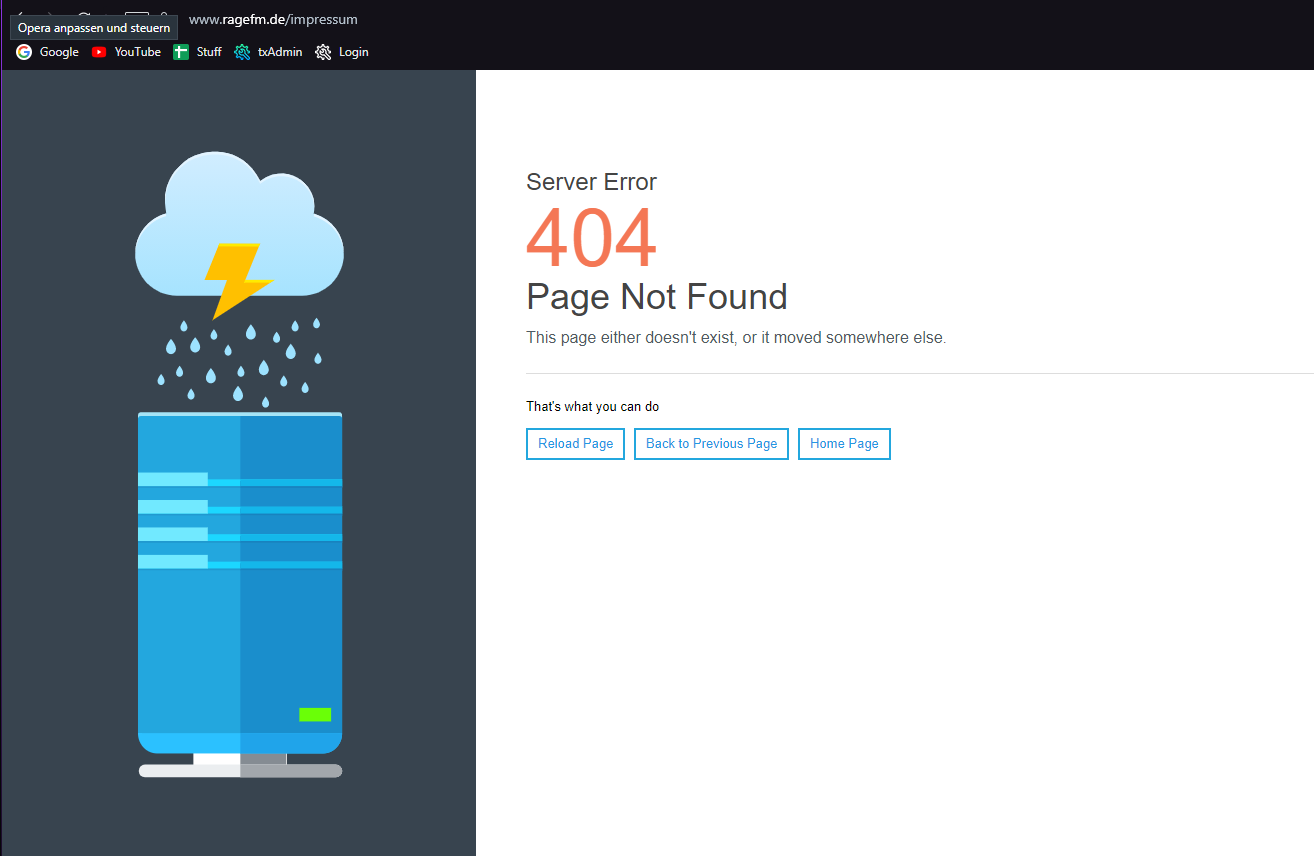 www.ragefm.de/impressum
Opera anpassen und steuern
Google YouTube Stuff txAdmin Login
Server Error
404
Page Not Found
This page either doesn't exist, or it moved somewhere else.
That's what you can do
Reload Page Back to Previous Page Home Page